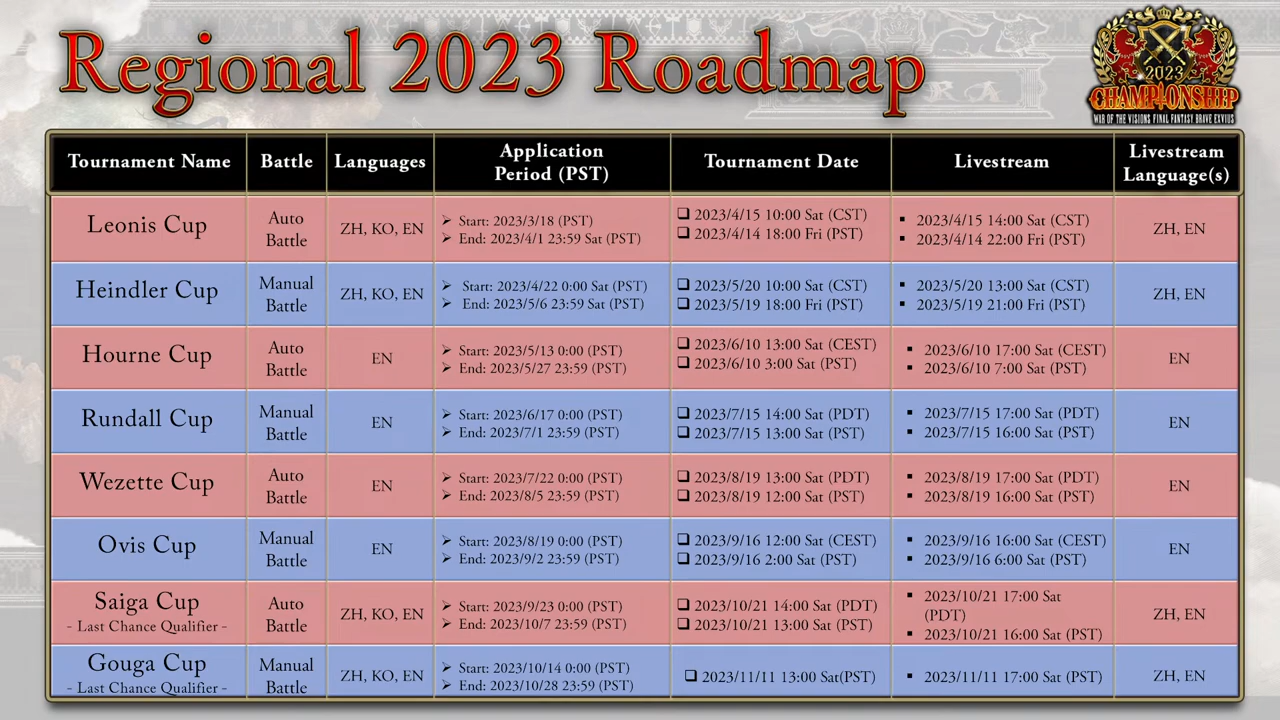 Regional 2023 Roadmap
2023
CHAMPIONSHIP
WAR OF THE VISIONS FINAL FANTASY BRAVE EXVIUS
Tournament Name
Battle
Languages
Application
Period (PST)
Tournament Date
Livestream
Livestream
Language(s)
Leonis Cup
Auto
Battle
ZH, KO, EN
Start: 2023/3/18 (PST)
End: 2023/4/1 23:59 Sat (PST)
2023/4/15 10:00 Sat (CST)
2023/4/14 18:00 Fri (PST)
2023/4/15 14:00 Sat (CST)
2023/4/14 22:00 Fri (PST)
ZH, EN
Heindler Cup
Manual
Battle
ZH, KO, EN
Start: 2023/4/22 0:00 Sat (PST)
End: 2023/5/6 23:59 Sat (PST)
2023/5/20 10:00 Sat (CST)
2023/5/19 18:00 Fri (PST)
2023/5/20 13:00 Sat (CST)
2023/5/19 21:00 Fri (PST)
ZH, EN
Hourne Cup
Auto
Battle
EN
Start: 2023/5/13 0:00 (PST)
End: 2023/5/27 23:59 (PST)
2023/6/10 13:00 Sat (CEST)
2023/6/10 3:00 Sat (PST)
2023/6/10 17:00 Sat (CEST)
2023/6/10 7:00 Sat (PST)
EN
Rundall Cup
Manual
Battle
EN
Start: 2023/6/17 0:00 (PST)
End: 2023/7/1 23:59 (PST)
2023/7/15 14:00 Sat (PDT)
2023/7/15 13:00 Sat (PST)
2023/7/15 17:00 Sat (PDT)
2023/7/15 16:00 Sat (PST)
EN
Wezette Cup
Auto
Battle
EN
Start: 2023/7/22 0:00 (PST)
End: 2023/8/5 23:59 (PST)
2023/8/19 13:00 Sat (PDT)
2023/8/19 12:00 Sat (PST)
2023/8/19 17:00 Sat (PDT)
2023/8/19 16:00 Sat (PST)
EN
Ovis Cup
Manual
Battle
EN
Start: 2023/8/19 0:00 (PST)
End: 2023/9/2 23:59 (PST)
2023/9/16 12:00 Sat (CEST)
2023/9/16 2:00 Sat (PST)
2023/9/16 16:00 Sat (CEST)
2023/9/16 6:00 Sat (PST)
EN
Saiga Cup
- Last Chance Qualifier -
Auto
Battle
ZH, KO, EN
Start: 2023/9/23 0:00 (PST)
End: 2023/10/7 23:59 (PST)
2023/10/21 14:00 Sat (PDT)
2023/10/21 13:00 Sat (PST)
2023/10/21 17:00 Sat
(PDT)
2023/10/21 16:00 Sat (PST)
ZH, EN
Gouga Cup
- Last Chance Qualifier -
Manual
Battle
ZH, KO, EN
Start: 2023/10/14 0:00 (PST)
End: 2023/10/28 23:59 (PST)
2023/11/11 13:00 Sat(PST)
2023/11/11 17:00 Sat (PST)
ZH, EN